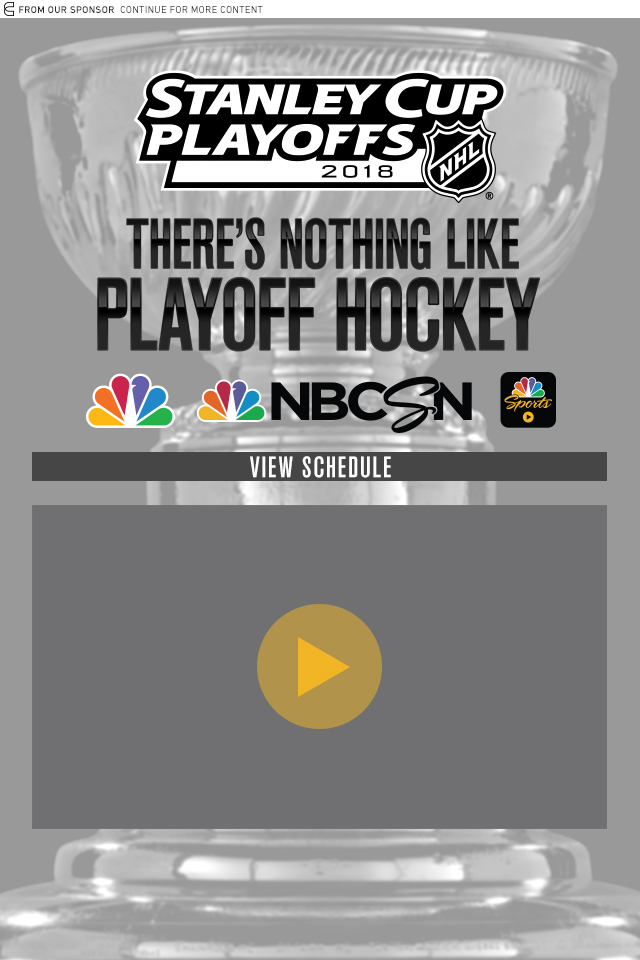 FROM OUR SPONSOR CONTINUE FOR MORE CONTENT
STANLEY CUP
PLAYOFFS
2018
NHL
®
THERE'S NOTHING LIKE
PLAYOFF HOCKEY
NBCSN
Sports
VIEW SCHEDULE